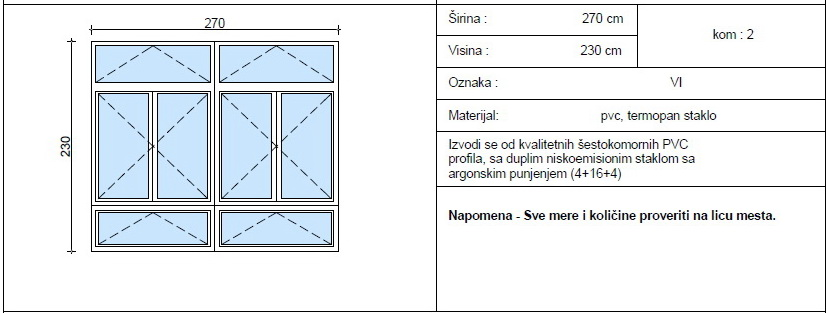 270
230
Širina : 270 cm
kom : 2
Visina : 230 cm
Oznaka : VI
Materijal: pvc, termopan staklo
Izvodi se od kvalitetnih šestokomornih PVC
profila, sa duplim niskoemisionim staklom sa
argonskim punjenjem (4+16+4)
Napomena - Sve mere i količine proveriti na licu mesta.